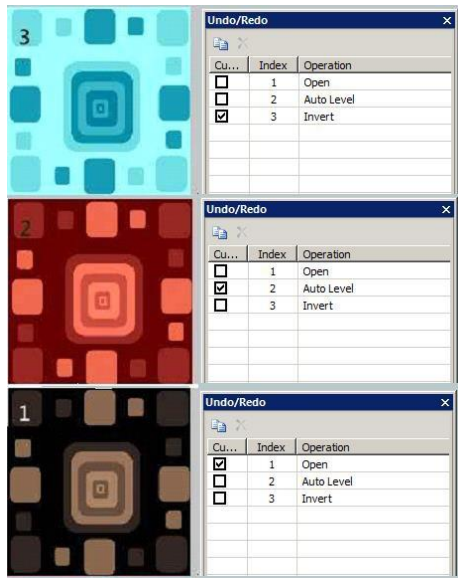 3
Undo/Redo X
Cu... Index Operation
1 Open
2 Auto Level
3 Invert
2
Undo/Redo X
Cu... Index Operation
1 Open
2 Auto Level
3 Invert
1
Undo/Redo X
Cu... Index Operation
1 Open
2 Auto Level
3 Invert